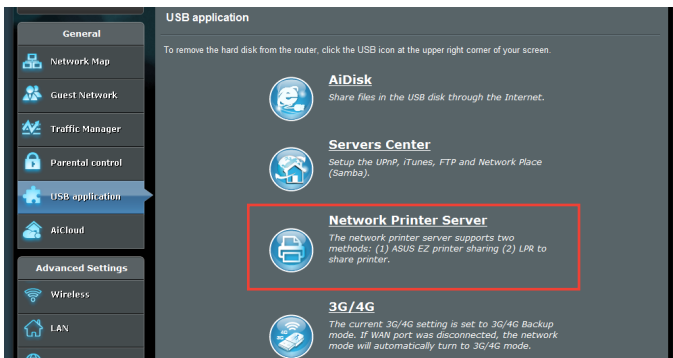 USB application
General
To remove the hard disk from the router, click the USB icon at the upper right corner of your screen.
Network Map
Guest Network
Traffic Manager
Parental control
USB application
AiCloud
Advanced Settings
Wireless
LAN
AiDisk
Share files in the USB disk through the Internet.
Servers Center
Setup the UPnP, iTunes, FTP and Network Place
(Samba).
Network Printer Server
The network printer server supports two
methods: (1) ASUS EZ printer sharing (2) LPR to
share printer.
3G/4G
The current 3G/4G setting is set to 3G/4G Backup
mode. If WAN port was disconnected, the network
mode will automatically turn to 3G/4G mode.